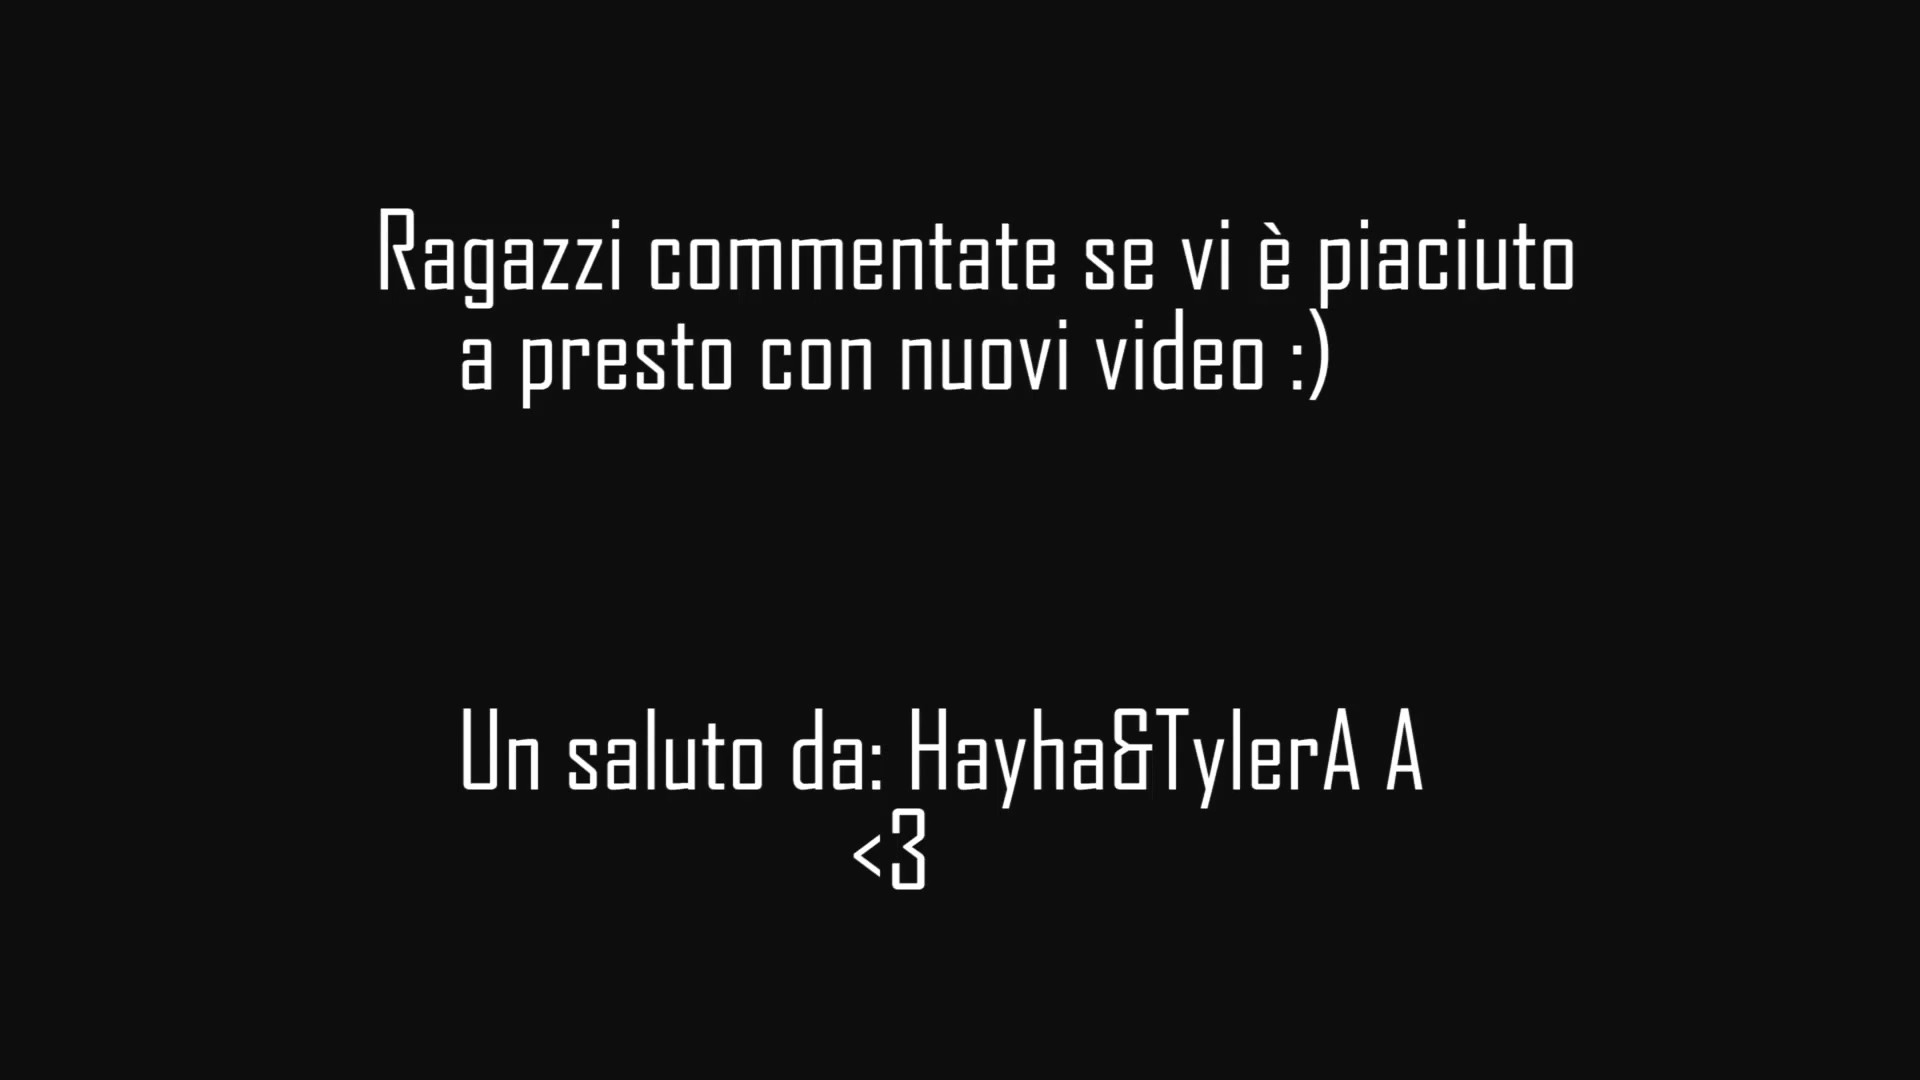 Ragazzi commentate se vi è piaciuto
a presto con nuovi video :)
Un saluto da: Hayha&TylerA A
<3